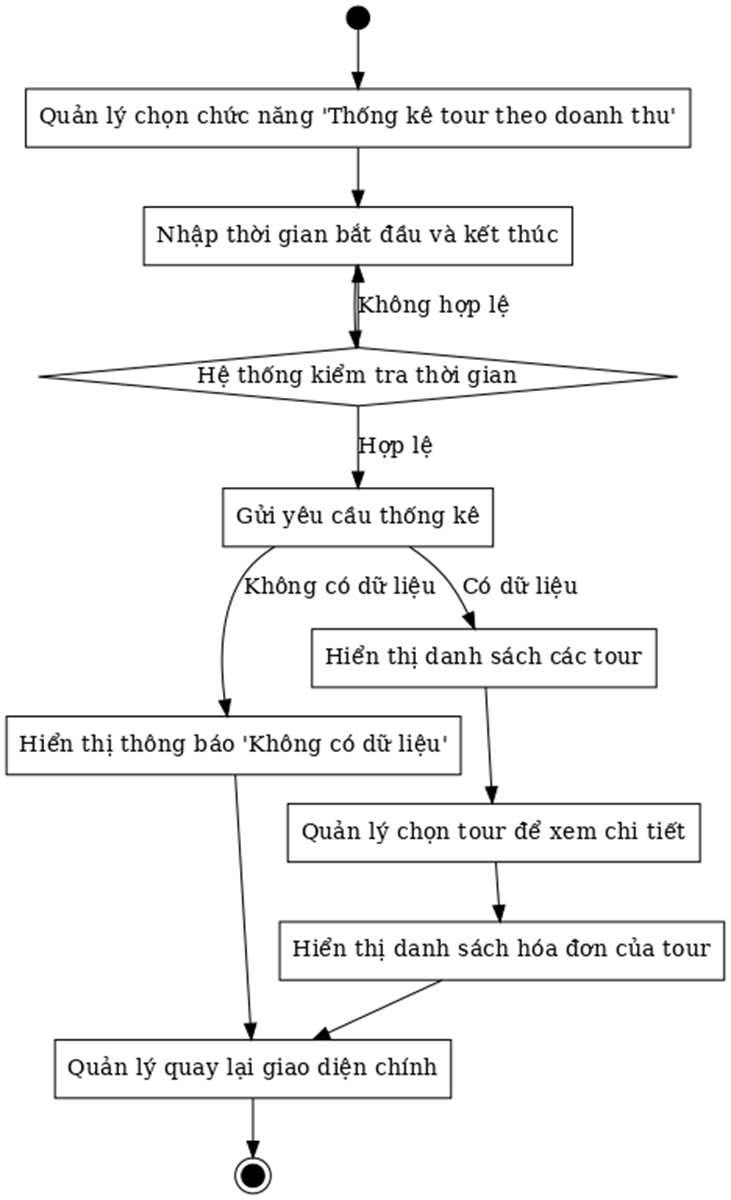 Quản lý chọn chức năng 'Thống kê tour theo doanh thu'
Nhập thời gian bắt đầu và kết thúc
Không hợp lệ
Hệ thống kiểm tra thời gian
Hợp lệ
Gửi yêu cầu thống kê
Không có dữ liệu
Có dữ liệu
Hiển thị danh sách các tour
Hiển thị thông báo 'Không có dữ liệu'
Quản lý chọn tour để xem chi tiết
Hiển thị danh sách hóa đơn của tour
Quản lý quay lại giao diện chính